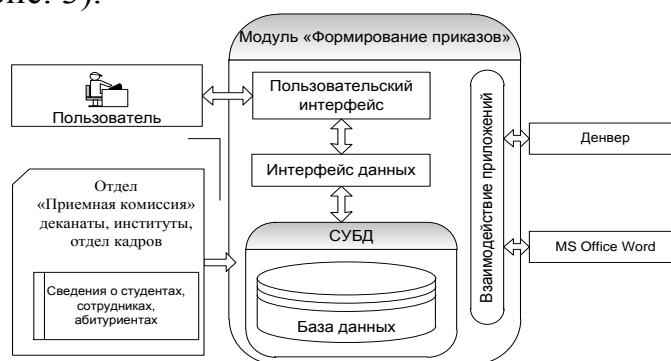 рис. 3).
Модуль «Формирование приказов»
Пользователь
Пользовательский
интерфейс
Интерфейс данных
СУБД
База данных
Взаимодействие приложений
Денвер
MS Office Word
Отдел
«Приемная комиссия»
деканаты, институты,
отдел кадров
Сведения о студентах,
сотрудниках,
абитуриентах